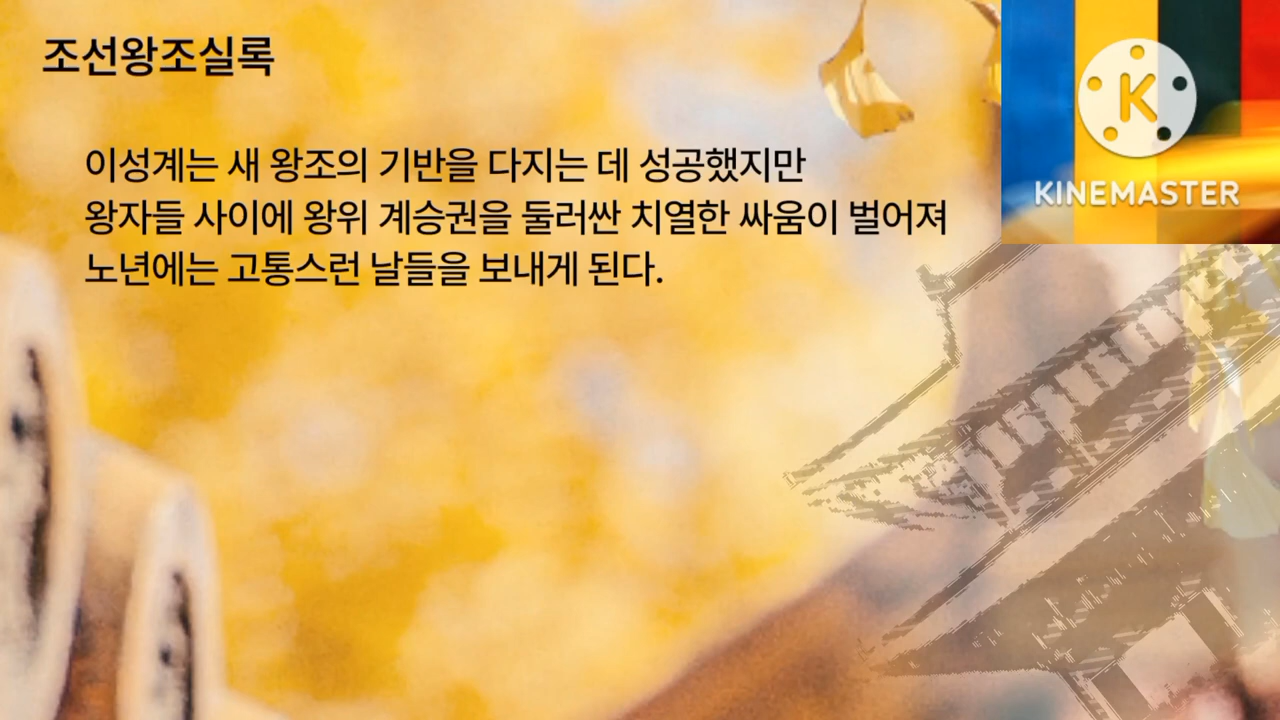 조선왕조실록
KINEMASTER
이성계는 새 왕조의 기반을 다지는 데 성공했지만
왕자들 사이에 왕위 계승권을 둘러싼 치열한 싸움이 벌어져
노년에는 고통스런 날들을 보내게 된다.